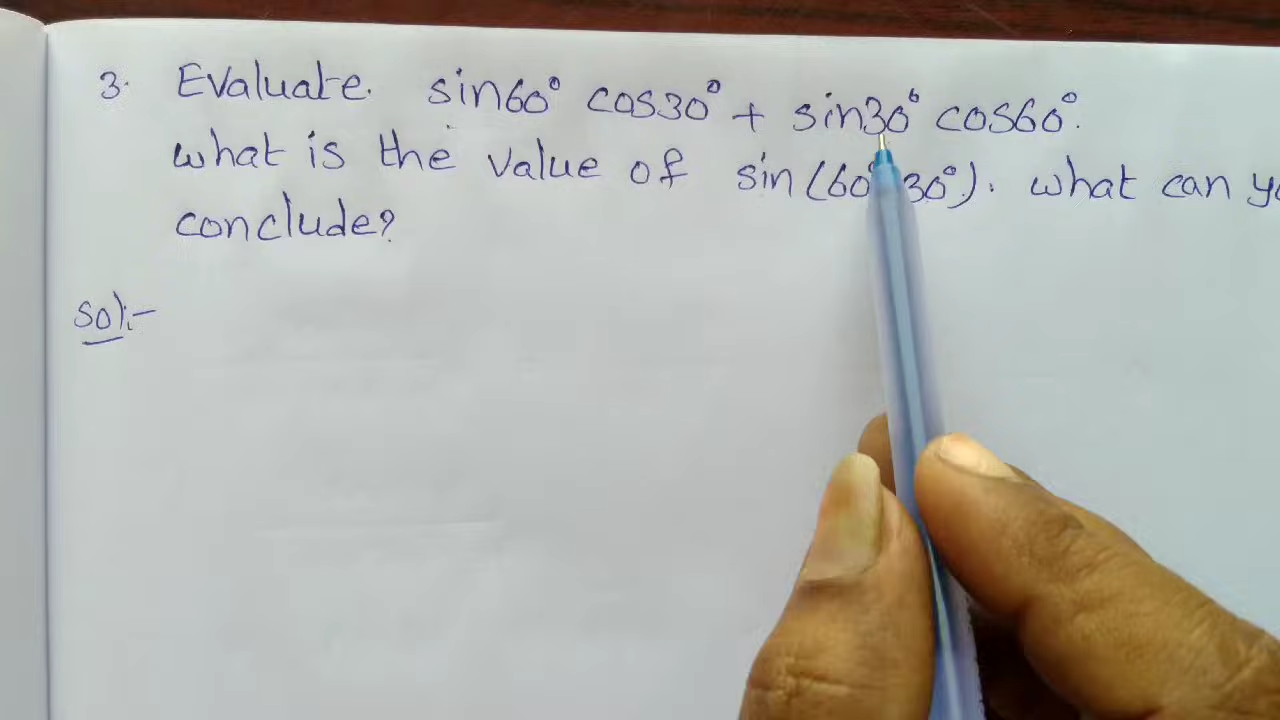 3. Evaluate. sin60° cos30° + sin30° cos60°.
What is the value of sin(60° 30°). What can
conclude?
Sol:-